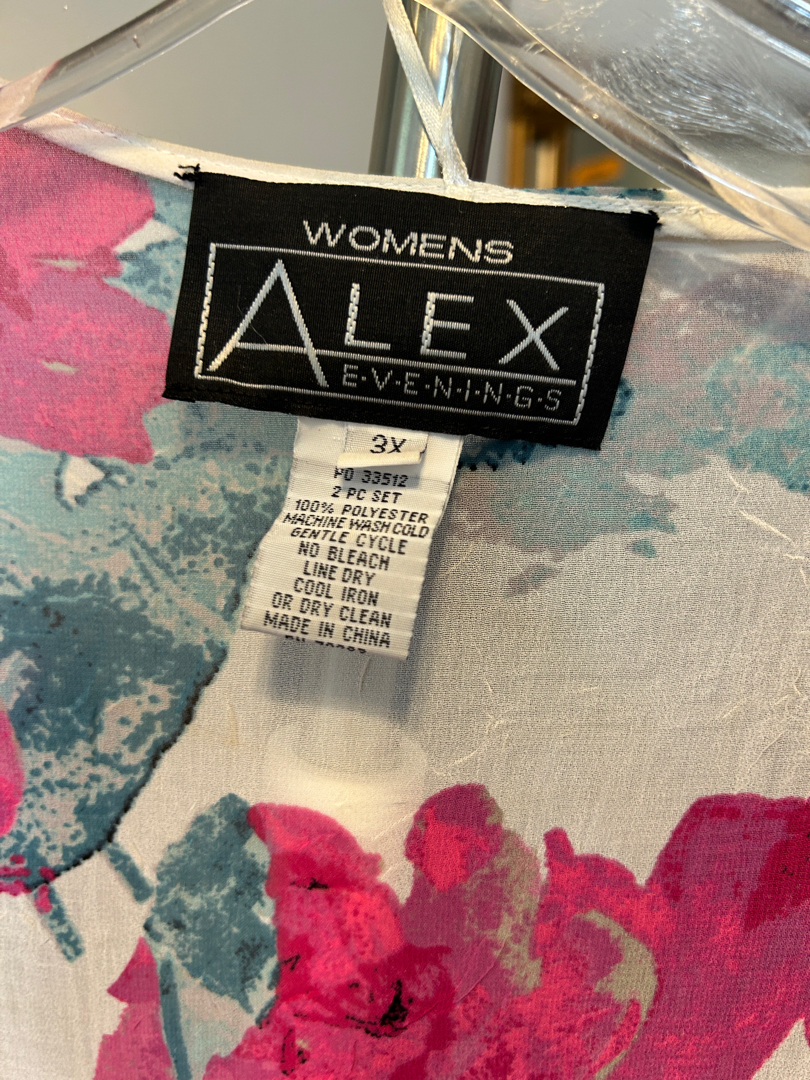 WOMENS
ALEX
E·V·E·N·I·N·G·S
3X
PO 33512
2 PC SET
100% POLYESTER
MACHINE WASH COLD
GENTLE CYCLE
NO BLEACH
LINE DRY
COOL IRON
OR DRY CLEAN
MADE IN CHINA